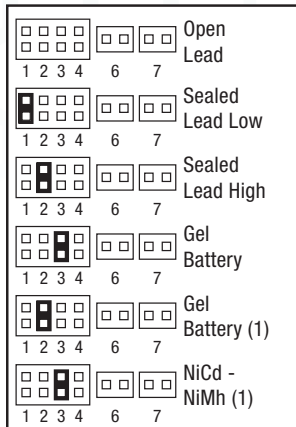 Open
Lead
1 2 3 4 6 7
Sealed
Lead Low
1 2 3 4 6 7
Sealed
Lead High
1 2 3 4 6 7
Gel
Battery
1 2 3 4 6 7
Gel
Battery (1)
1 2 3 4 6 7
NiCd -
NiMh (1)
1 2 3 4 6 7